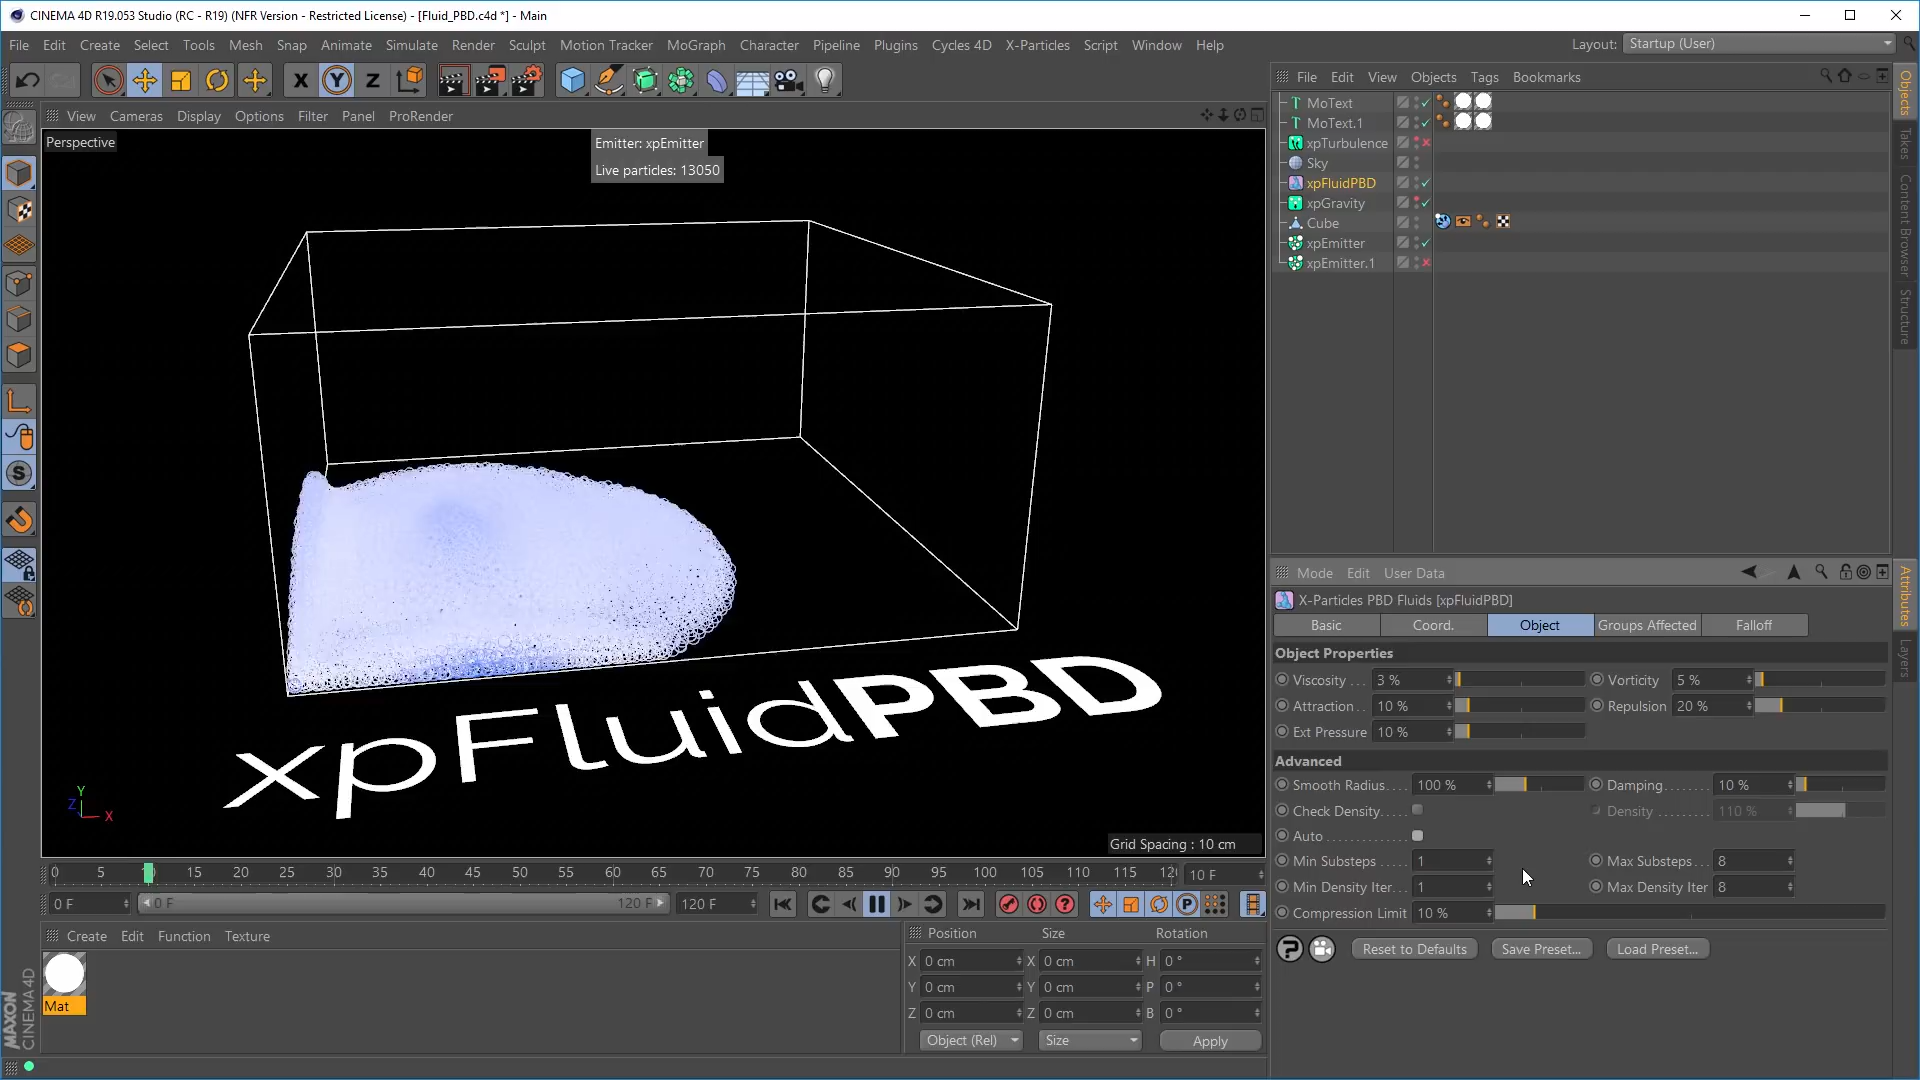 CINEMA 4D R19.053 Studio (RC - R19) (NFR Version - Restricted License) - [Fluid_PBD.c4d *] - Main
File Edit Create Select Tools Mesh Snap Animate Simulate Render Sculpt Motion Tracker MoGraph Character Pipeline Plugins Cycles 4D X-Particles Script Window Help
Layout: Startup (User)
X Y Z
View Cameras Display Options Filter Panel ProRender
Perspective
Emitter: xpEmitter
Live particles: 13050
xpFluidPBD
Y
Z
X
Grid Spacing : 10 cm
File Edit View Objects Tags Bookmarks
MoText
MoText.1
xpTurbulence
Sky
xpFluidPBD
xpGravity
Cube
xpEmitter
xpEmitter.1
Objects
Takes
Content Browser
Structure
Mode Edit User Data
X-Particles PBD Fluids [xpFluidPBD]
Basic Coord. Object Groups Affected Falloff
Object Properties
Viscosity . . . 3 % Vorticity 5 %
Attraction . . 10 % Repulsion 20 %
Ext Pressure 10 %
Advanced
Smooth Radius. . . . 100 % Damping. . . . . . . . 10 %
Check Density. . . . . Density . . . . . . . . . 110 %
Auto . . . . . . . . . . . . .
Min Substeps . . . . . 1 Max Substeps . . . 8
Min Density Iter. . . 1 Max Density Iter 8
Compression Limit 10 %
Reset to Defaults Save Preset... Load Preset...
Attributes
Layers
0 5 10 15 20 25 30 35 40 45 50 55 60 65 70 75 80 85 90 95 100 105 110 115 12 10 F
0 F 0 F 120 F 120 F
Create Edit Function Texture
Mat
MAXON
CINEMA 4D
Position Size Rotation
X 0 cm X 0 cm H 0 °
Y 0 cm Y 0 cm P 0 °
Z 0 cm Z 0 cm B 0 °
Object (Rel) Size Apply